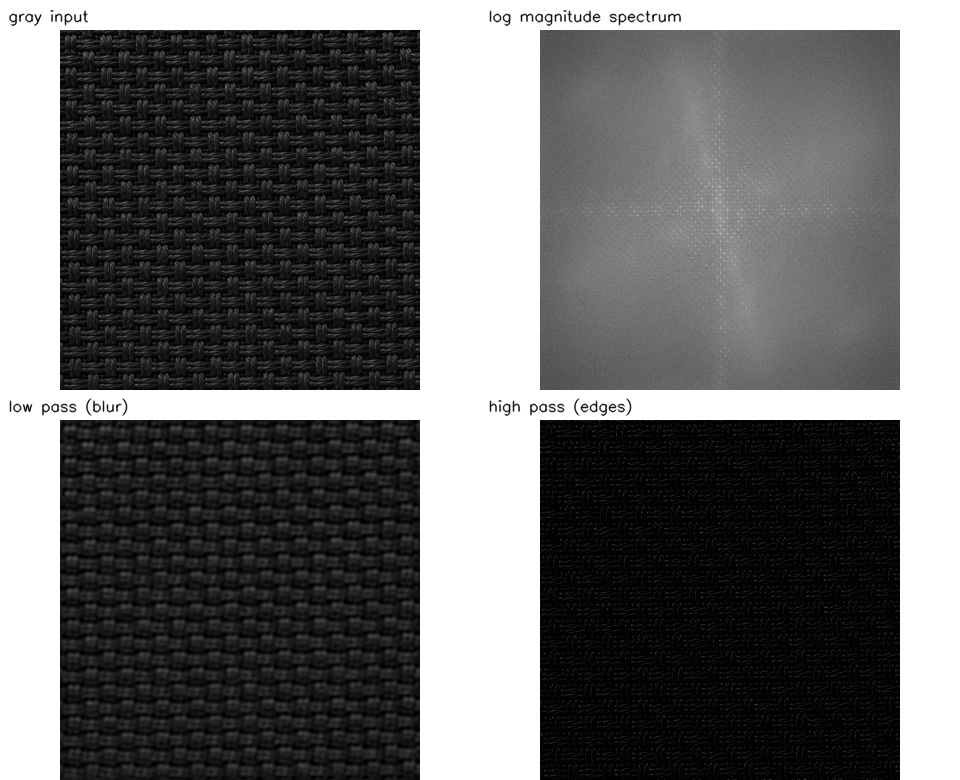 gray input
log magnitude spectrum
low pass (blur)
high pass (edges)